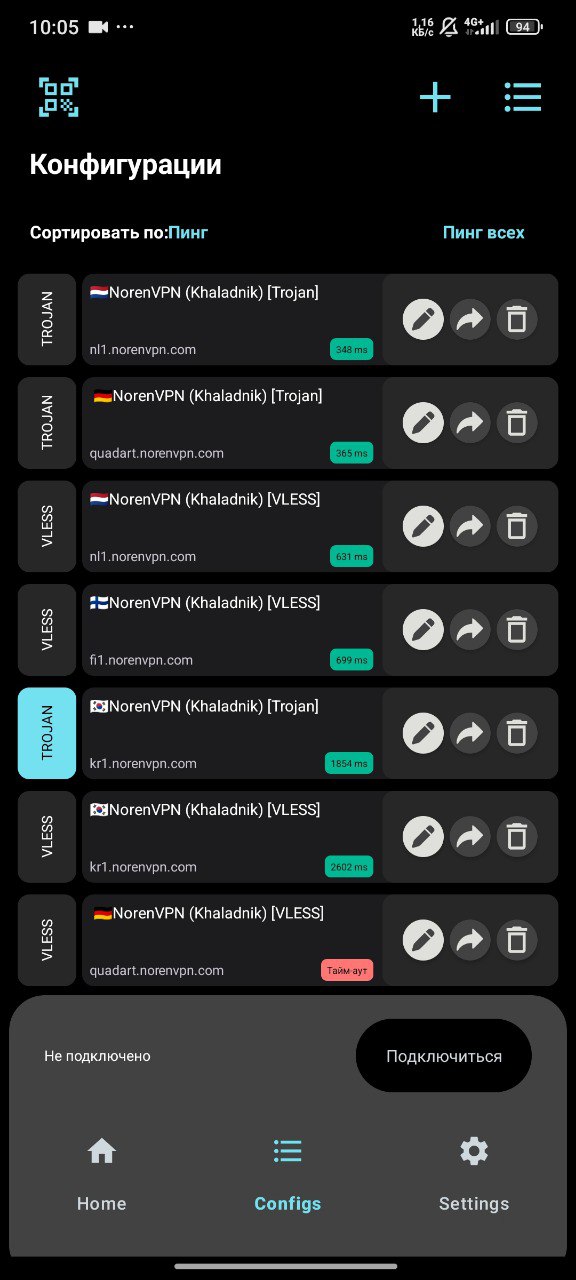 10:05
1,16
КБ/с
4G+
94
Конфигурации
Сортировать по:Пинг
Пинг всех
TROJAN
🇳🇱NorenVPN (Khaladnik) [Trojan]
nl1.norenvpn.com
348 ms
TROJAN
🇩🇪NorenVPN (Khaladnik) [Trojan]
quadart.norenvpn.com
365 ms
VLESS
🇳🇱NorenVPN (Khaladnik) [VLESS]
nl1.norenvpn.com
631 ms
VLESS
🇫🇮NorenVPN (Khaladnik) [VLESS]
fi1.norenvpn.com
699 ms
TROJAN
🇰🇷NorenVPN (Khaladnik) [Trojan]
kr1.norenvpn.com
1854 ms
VLESS
🇰🇷NorenVPN (Khaladnik) [VLESS]
kr1.norenvpn.com
2602 ms
VLESS
🇩🇪NorenVPN (Khaladnik) [VLESS]
quadart.norenvpn.com
Тайм-аут
Не подключено
Подключиться
Home
Configs
Settings